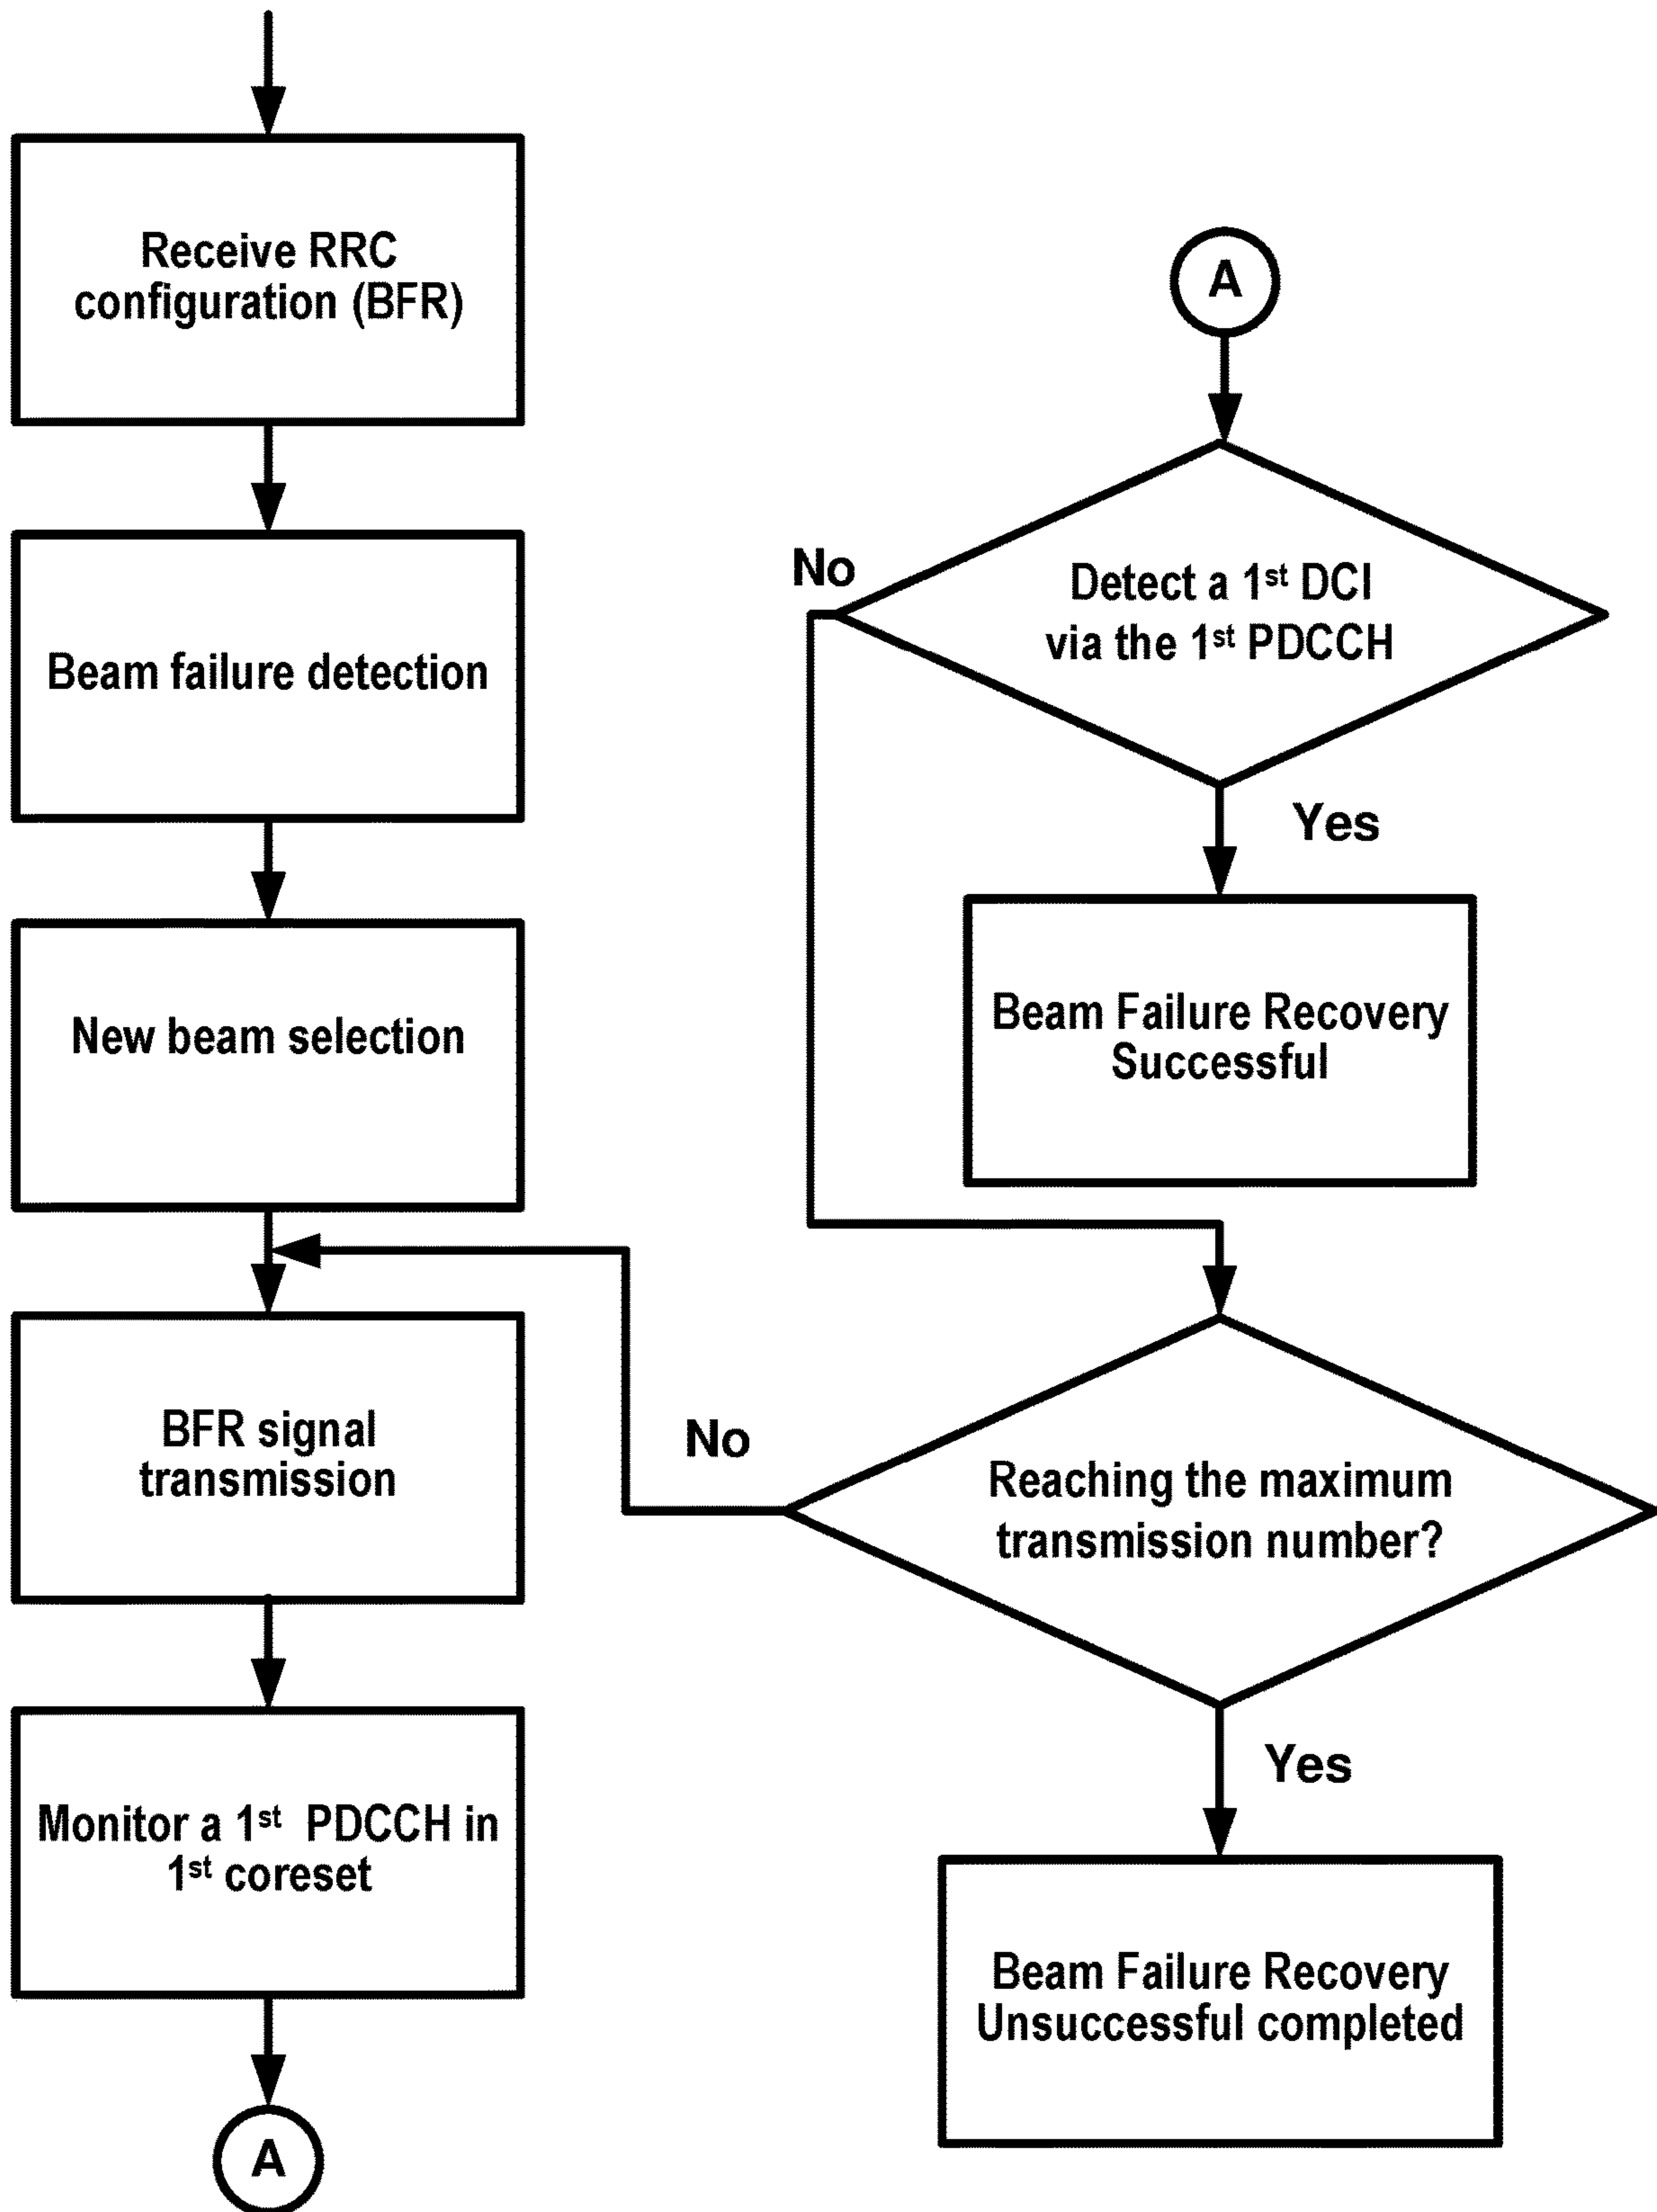 Receive RRC
configuration (BFR)
Beam failure detection
New beam selection
BFR signal
transmission
Monitor a 1st PDCCH in
1st coreset
A
A
Detect a 1st DCI
via the 1st PDCCH
No
Yes
Beam Failure Recovery
Successful
Reaching the maximum
transmission number?
No
Yes
Beam Failure Recovery
Unsuccessful completed